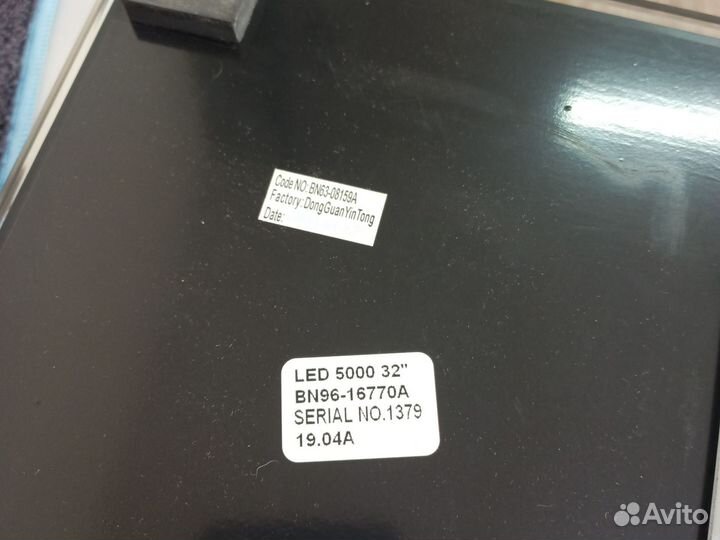 Code NO:BN63-08159A
Factory:DongGuanYinTong
Date:
LED 5000 32"
BN96-16770A
SERIAL NO.1379
19.04A
Avito